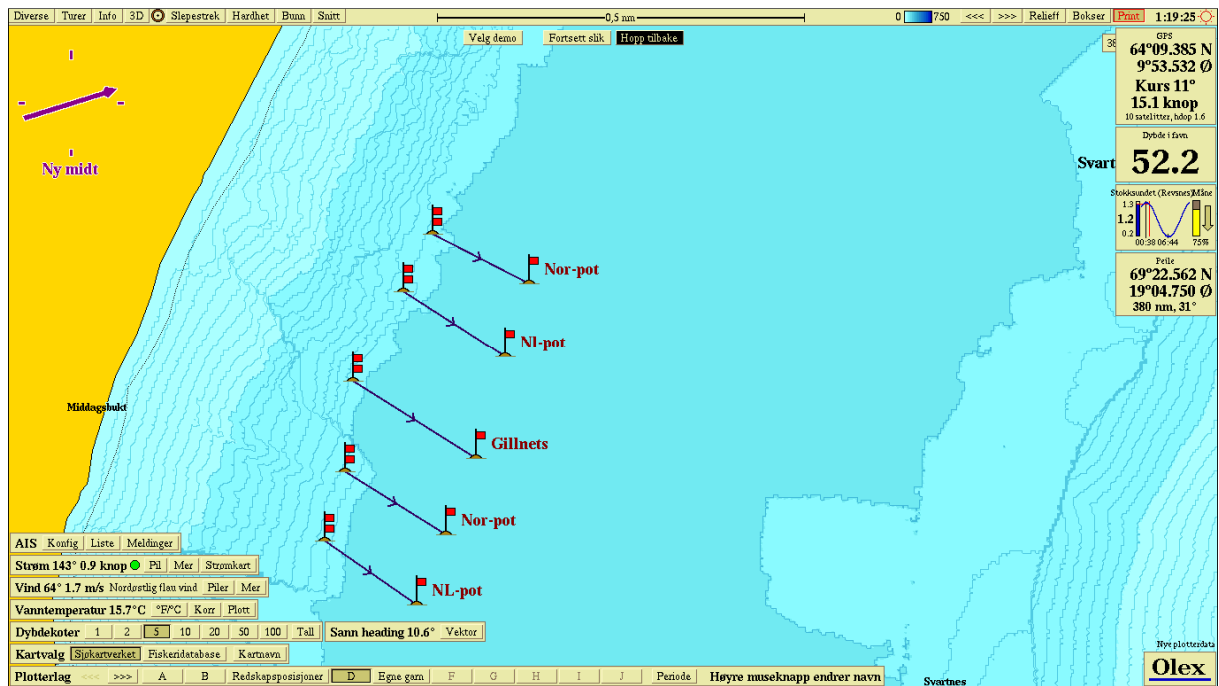 Diverse Turer Info 3D Slepestrek Hardhet Bunn Snitt 0,5 nm 0 750 <<< >>> Relieff Bokser Print 1:19:25
Velg demo Fortsett slik Hopp tilbake 38
GPS
64°09.385 N
9°53.532 Ø
Kurs 11°
15.1 knop
10 satelitter, hdop 1.6
Dybde i favn
52.2
Svart
Stokksundet (Revsnes) Måne
1.3
1.2
0.2
00:38 06:44 75%
Peile
69°22.562 N
19°04.750 Ø
380 nm, 31°
Ny midt
Nor-pot
Nl-pot
Middagsbukt
Gillnets
Nor-pot
NL-pot
AIS Konfig Liste Meldinger
Strøm 143° 0.9 knop Pil Mer Strømkart
Vind 64° 1.7 m/s Nordøstlig flau vind Piler Mer
Vanntemperatur 15.7°C °F/°C Korr Plott
Dybdekoter 1 2 5 10 20 50 100 Tall Sann heading 10.6° Vektor
Kartvalg Sjøkartverket Fiskeridatabase Kartnavn
Plotterlag <<< >>> A B Redskapsposisjoner D Egne garn F G H I J Periode Høyre museknapp endrer navn
Svartnes
Nye plotterdata
Olex